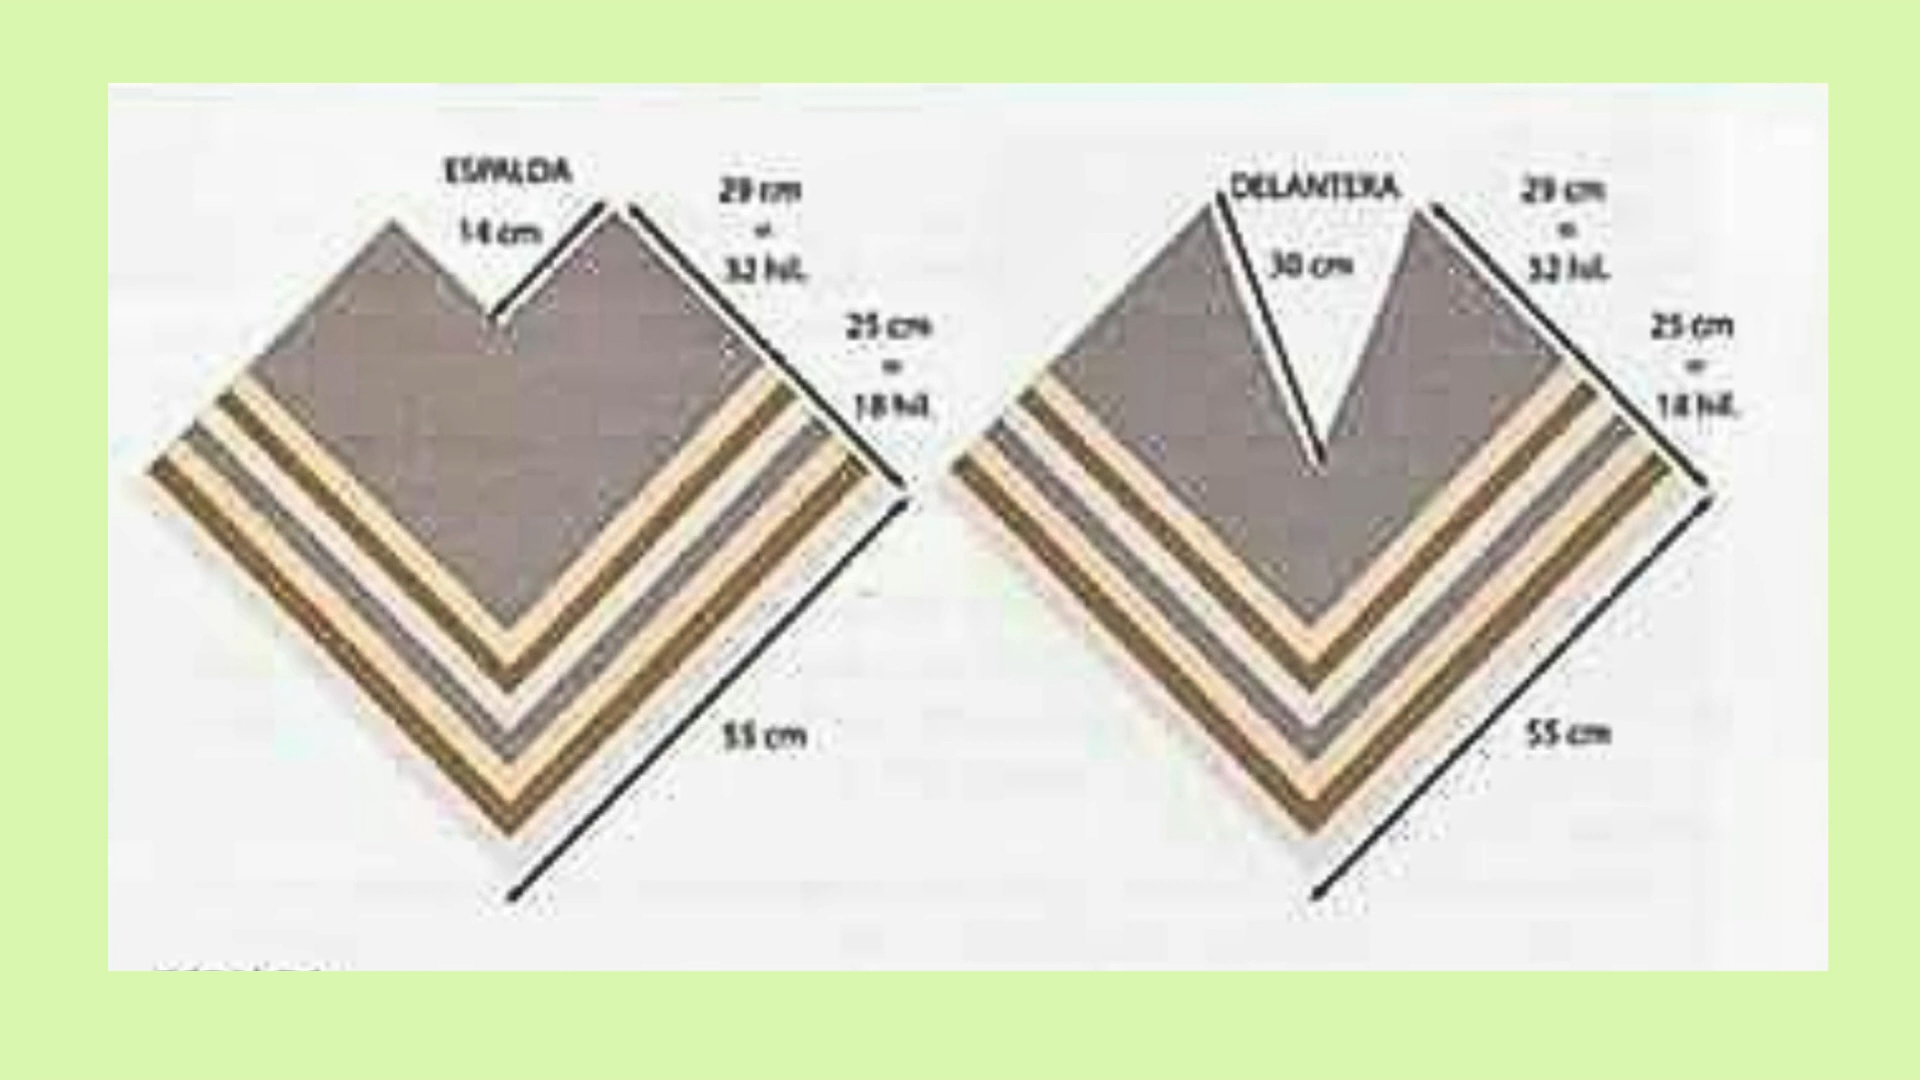 ESPALDA
14 cm
29 cm
=
32 hil.
25 cm
=
18 hil.
55 cm
DELANTERA
30 cm
29 cm
=
32 hil.
25 cm
=
18 hil.
55 cm